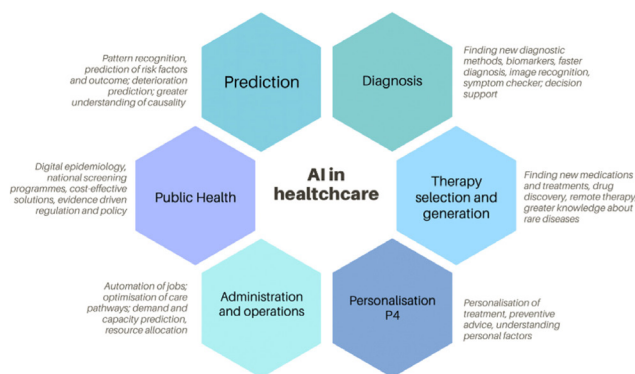 Pattern recognition,
prediction of risk factors
and outcome; deterioration
prediction; greater
understanding of causality
Prediction
Diagnosis
Finding new diagnostic
methods, biomarkers, faster
diagnosis, image recognition,
symptom checker; decision
support
Digital epidemiology,
national screening
programmes, cost-effective
solutions, evidence driven
regulation and policy
Public Health
AI in
healtchcare
Therapy
selection and
generation
Finding new medications
and treatments, drug
discovery, remote therapy,
greater knowledge about
rare diseases
Automation of jobs;
optimisation of care
pathways; demand and
capacity prediction,
resource allocation
Administration
and operations
Personalisation
P4
Personalisation of
treatment, preventive
advice, understanding
personal factors